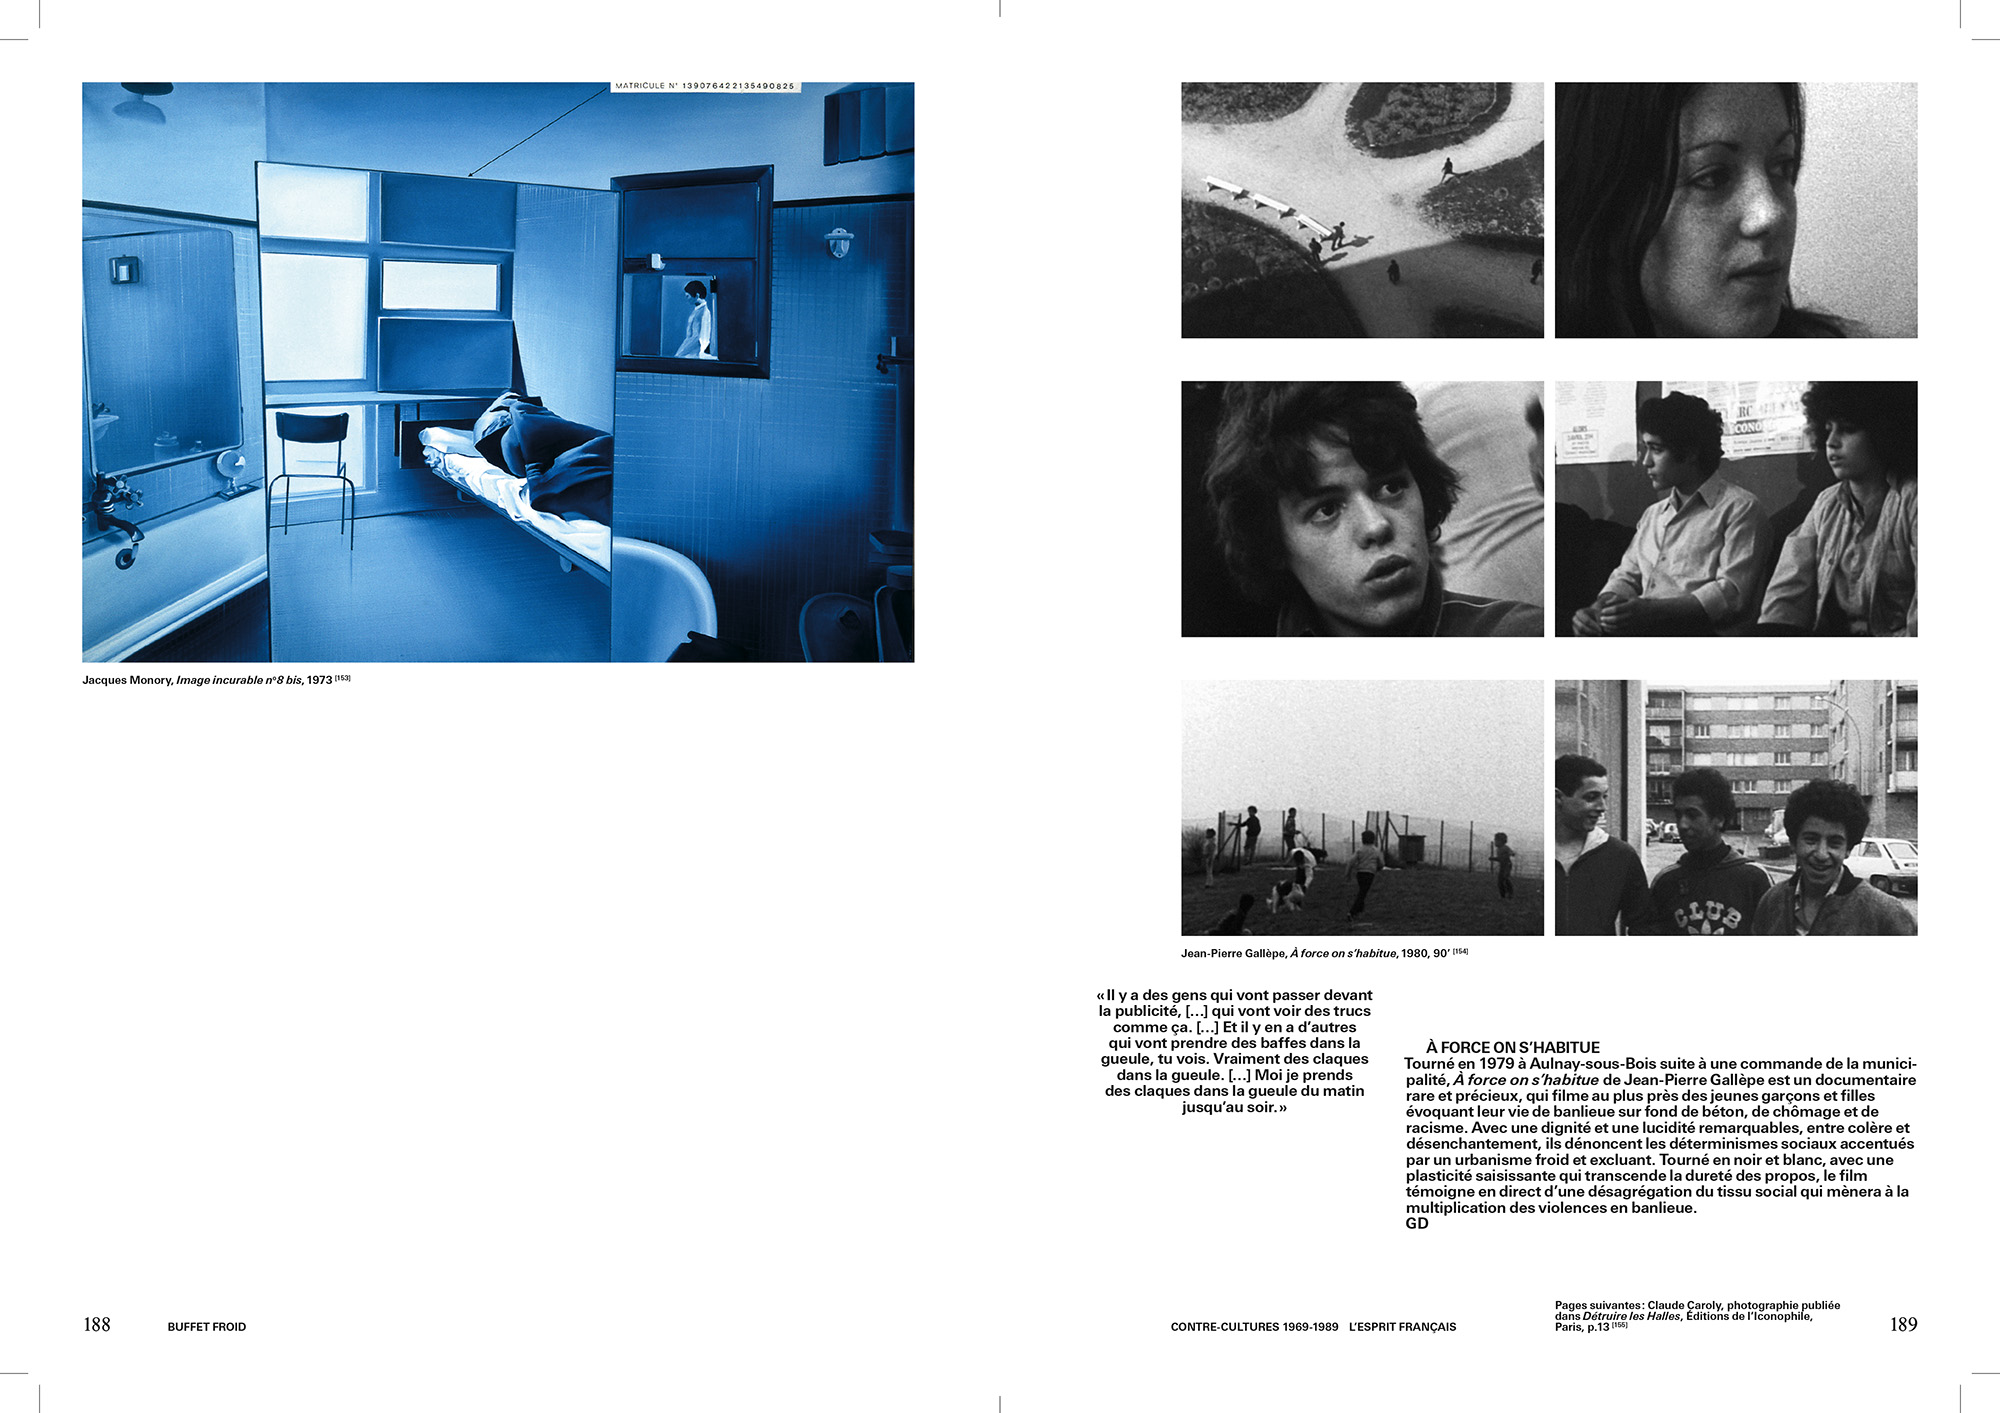 MATRICULE N° 139076422135490825
Jacques Monory, Image incurable n°8 bis, 1973 [153]
188
BUFFET FROID
CLUB
Jean-Pierre Gallèpe, À force on s’habitue, 1980, 90’ [154]
« Il y a des gens qui vont passer devant
la publicité, […] qui vont voir des trucs
comme ça. […] Et il y en a d’autres
qui vont prendre des baffes dans la
gueule, tu vois. Vraiment des claques
dans la gueule. […] Moi je prends
des claques dans la gueule du matin
jusqu’au soir. »
À FORCE ON S’HABITUE
Tourné en 1979 à Aulnay-sous-Bois suite à une commande de la munici-
palité, À force on s’habitue de Jean-Pierre Gallèpe est un documentaire
rare et précieux, qui filme au plus près des jeunes garçons et filles
évoquant leur vie de banlieue sur fond de béton, de chômage et de
racisme. Avec une dignité et une lucidité remarquables, entre colère et
désenchantement, ils dénoncent les déterminismes sociaux accentués
par un urbanisme froid et excluant. Tourné en noir et blanc, avec une
plasticité saisissante qui transcende la dureté des propos, le film
témoigne en direct d’une désagrégation du tissu social qui mènera à la
multiplication des violences en banlieue.
GD
CONTRE-CULTURES 1969-1989 L’ESPRIT FRANÇAIS
Pages suivantes : Claude Caroly, photographie publiée
dans Détruire les Halles, Éditions de l’Iconophile,
Paris, p.13 [155]
189